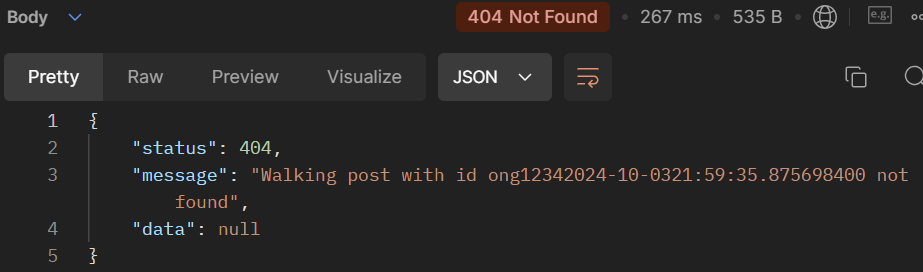 Body 404 Not Found • 267 ms • 535 B • e.g.
Pretty Raw Preview Visualize JSON
1 {
2 "status": 404,
3 "message": "Walking post with id ong12342024-10-0321:59:35.875698400 not
found",
4 "data": null
5 }